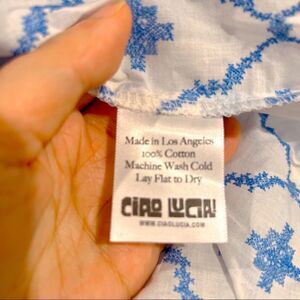 Made in Los Angeles
100% Cotton
Machine Wash Cold
Lay Flat to Dry
CIAO LUCIA!
WWW.CIAOLUCIA.COM